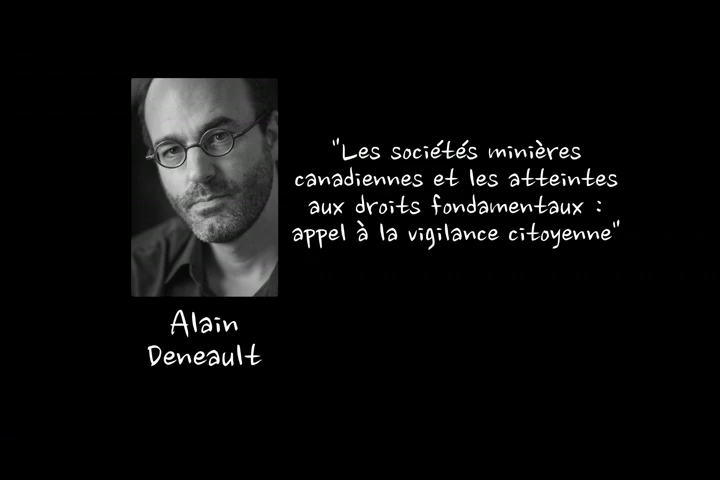 "Les sociétés minières
canadiennes et les atteintes
aux droits fondamentaux :
appel à la vigilance citoyenne"
Alain
Deneault